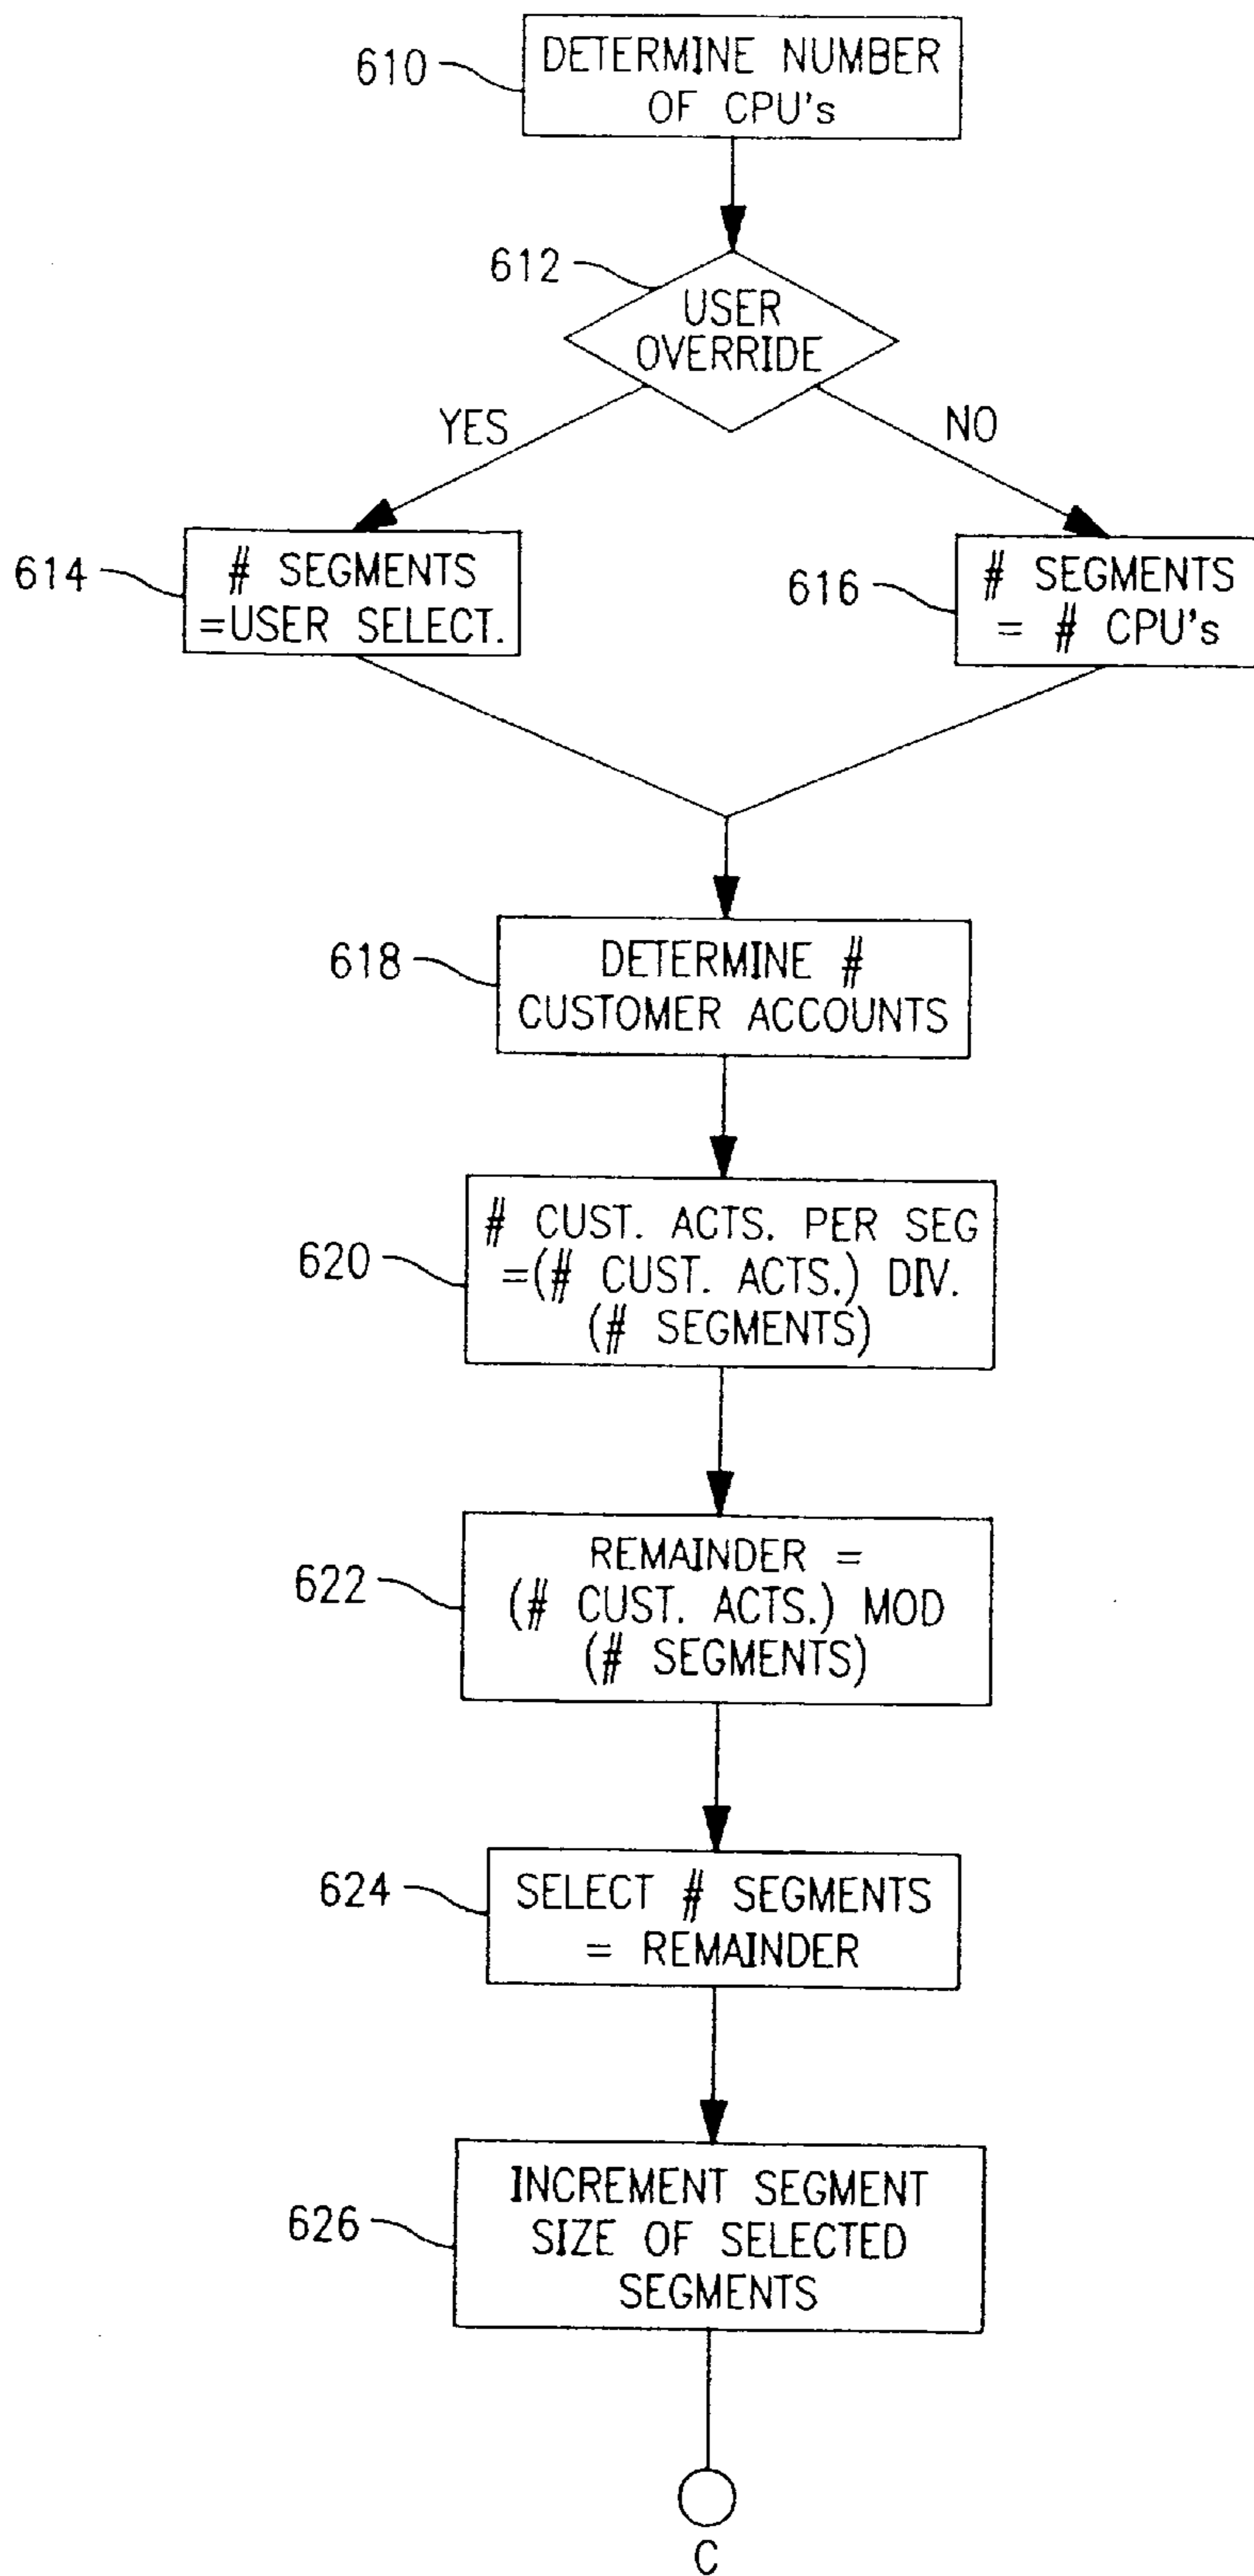 610
DETERMINE NUMBER
OF CPU's
612
USER
OVERRIDE
YES
NO
614
# SEGMENTS
=USER SELECT.
616
# SEGMENTS
= # CPU's
618
DETERMINE #
CUSTOMER ACCOUNTS
620
# CUST. ACTS. PER SEG
=(# CUST. ACTS.) DIV.
(# SEGMENTS)
622
REMAINDER =
(# CUST. ACTS.) MOD
(# SEGMENTS)
624
SELECT # SEGMENTS
= REMAINDER
626
INCREMENT SEGMENT
SIZE OF SELECTED
SEGMENTS
C